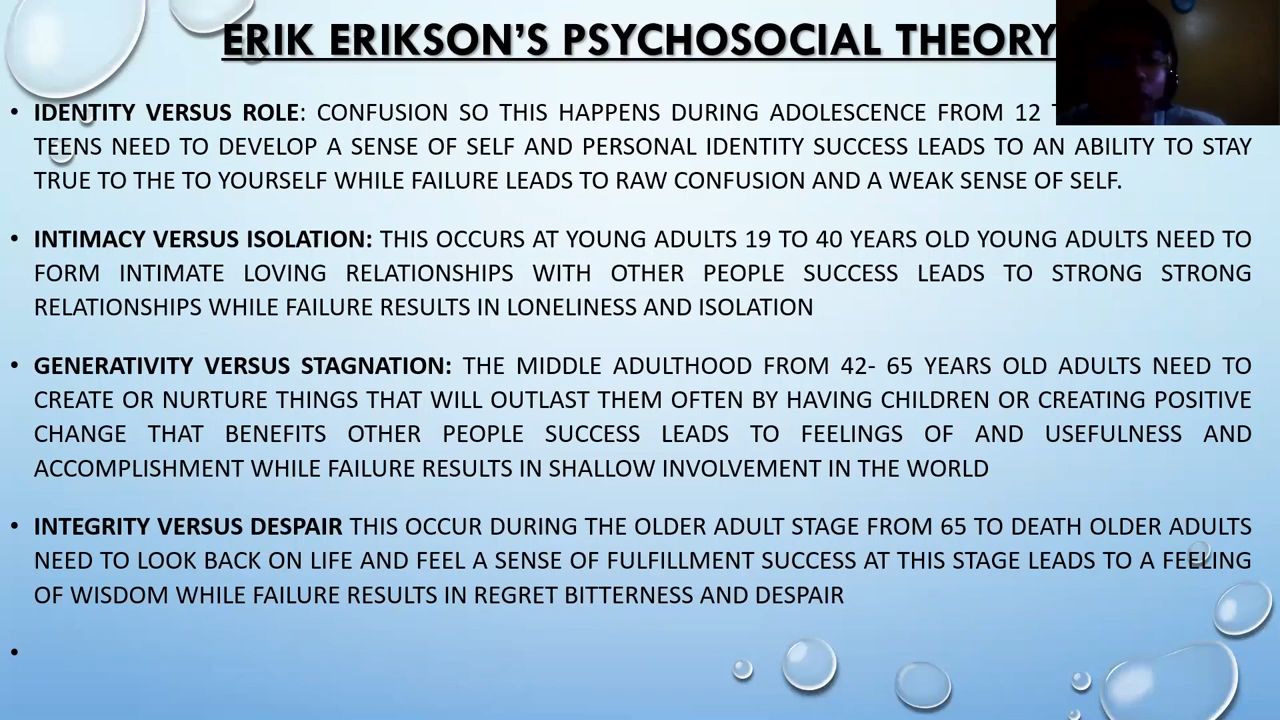 ERIK ERIKSON'S PSYCHOSOCIAL THEORY
• IDENTITY VERSUS ROLE: CONFUSION SO THIS HAPPENS DURING ADOLESCENCE FROM 12
TEENS NEED TO DEVELOP A SENSE OF SELF AND PERSONAL IDENTITY SUCCESS LEADS TO AN ABILITY TO STAY
TRUE TO THE TO YOURSELF WHILE FAILURE LEADS TO RAW CONFUSION AND A WEAK SENSE OF SELF.
• INTIMACY VERSUS ISOLATION: THIS OCCURS AT YOUNG ADULTS 19 TO 40 YEARS OLD YOUNG ADULTS NEED TO
FORM INTIMATE LOVING RELATIONSHIPS WITH OTHER PEOPLE SUCCESS LEADS TO STRONG STRONG
RELATIONSHIPS WHILE FAILURE RESULTS IN LONELINESS AND ISOLATION
• GENERATIVITY VERSUS STAGNATION: THE MIDDLE ADULTHOOD FROM 42- 65 YEARS OLD ADULTS NEED TO
CREATE OR NURTURE THINGS THAT WILL OUTLAST THEM OFTEN BY HAVING CHILDREN OR CREATING POSITIVE
CHANGE THAT BENEFITS OTHER PEOPLE SUCCESS LEADS TO FEELINGS OF AND USEFULNESS AND
ACCOMPLISHMENT WHILE FAILURE RESULTS IN SHALLOW INVOLVEMENT IN THE WORLD
• INTEGRITY VERSUS DESPAIR THIS OCCUR DURING THE OLDER ADULT STAGE FROM 65 TO DEATH OLDER ADULTS
NEED TO LOOK BACK ON LIFE AND FEEL A SENSE OF FULFILLMENT SUCCESS AT THIS STAGE LEADS TO A FEELING
OF WISDOM WHILE FAILURE RESULTS IN REGRET BITTERNESS AND DESPAIR
•